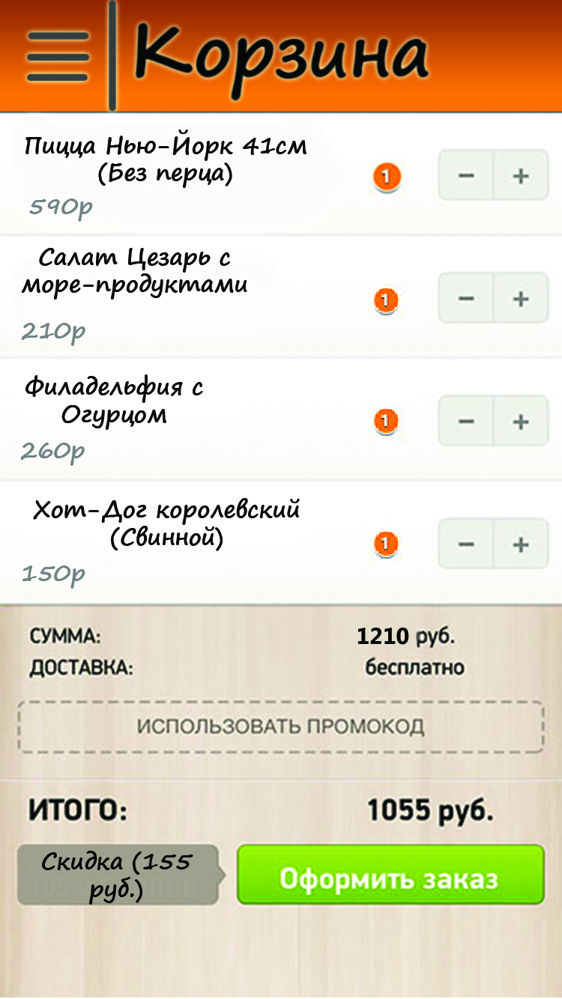 Корзина
Пицца Нью-Йорк 41см
(Без перца)
590р
1
− +
Салат Цезарь с
море-продуктами
210р
1
− +
Филадельфия с
Огурцом
260р
1
− +
Хот-Дог королевский
(Свинной)
150р
1
− +
СУММА: 1210 руб.
ДОСТАВКА: бесплатно
ИСПОЛЬЗОВАТЬ ПРОМОКОД
ИТОГО: 1055 руб.
Скидка (155
руб.)
Оформить заказ